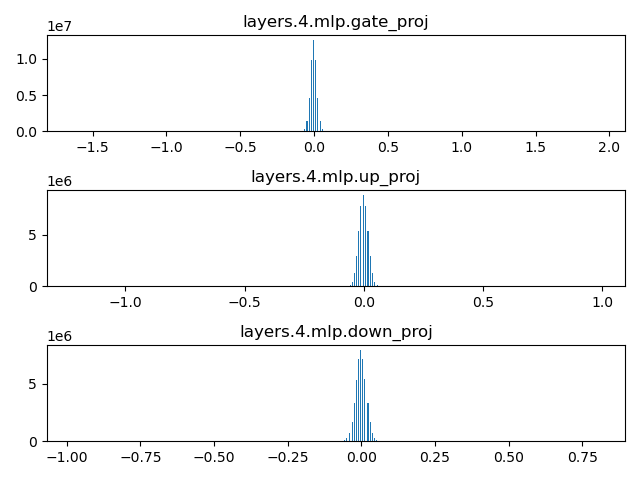 layers.4.mlp.gate_proj
1e7
1.0
0.5
0.0
−1.5 −1.0 −0.5 0.0 0.5 1.0 1.5 2.0
layers.4.mlp.up_proj
1e6
5
0
−1.0 −0.5 0.0 0.5 1.0
layers.4.mlp.down_proj
1e6
5
0
−1.00 −0.75 −0.50 −0.25 0.00 0.25 0.50 0.75